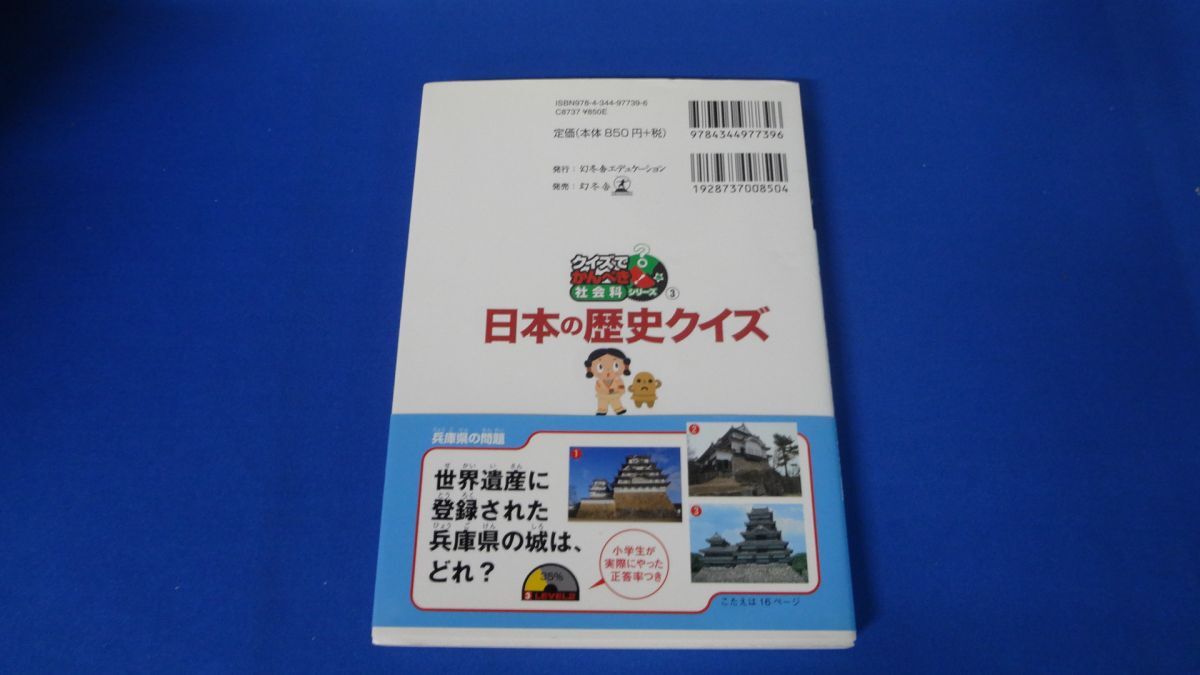 ISBN978-4-344-97739-6
C8737 ¥850E
定価(本体 850 円+税)
9784344977396
発行：幻冬舎エデュケーション
発売：幻冬舎
1928737008504
クイズで
かんぺき
社会科シリーズ ③
日本の歴史クイズ
兵庫県の問題
世界遺産に
登録された
兵庫県の城は、
どれ？
35%
3 LEVEL2
小学生が
実際にやった
正答率つき
1
2
3
こたえは 16 ページ